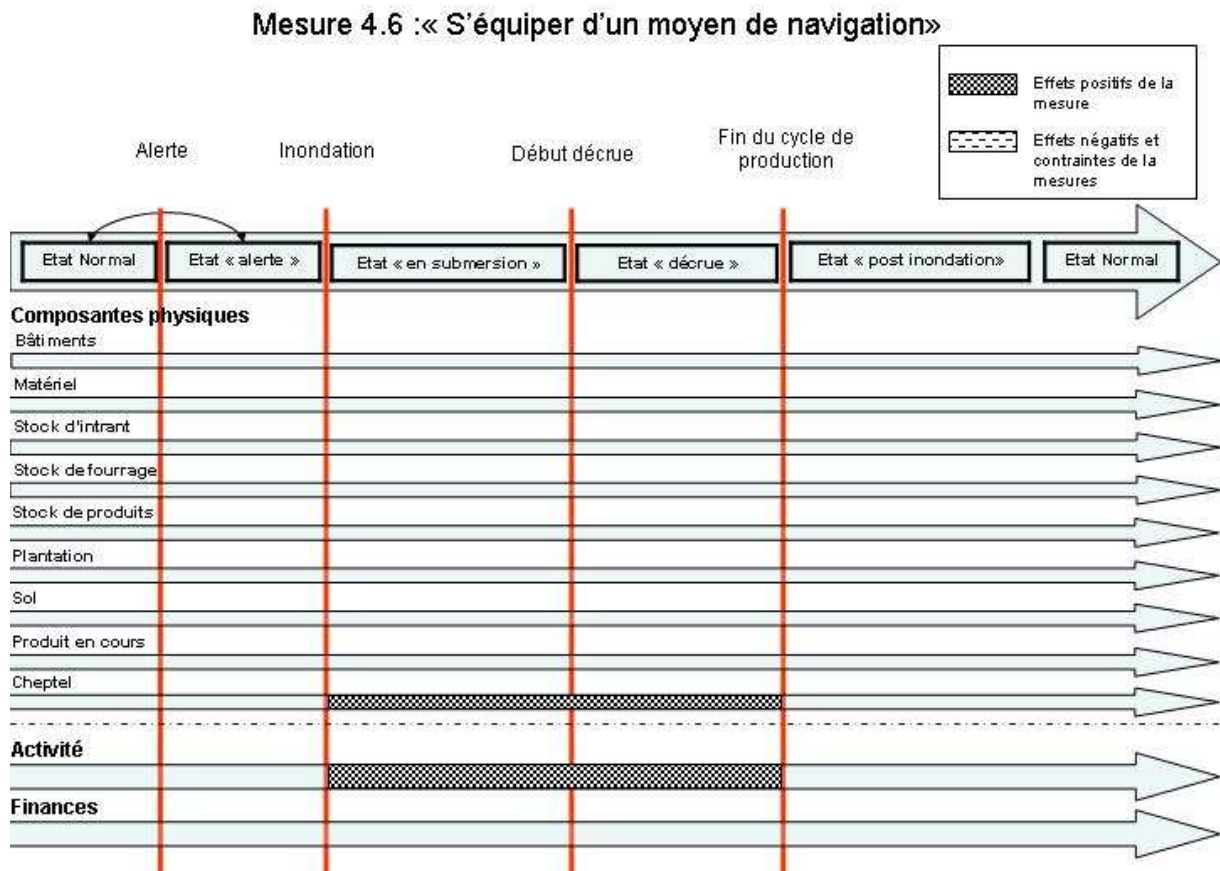 Mesure 4.6 :« S'équiper d'un moyen de navigation»
Effets positifs de la
mesure
Effets négatifs et
contraintes de la
mesures
Alerte
Inondation
Début décrue
Fin du cycle de
production
Etat Normal
Etat « alerte »
Etat « en submersion »
Etat « décrue »
Etat « post inondation»
Etat Normal
Composantes physiques
Bâtiments
Matériel
Stock d'intrant
Stock de fourrage
Stock de produits
Plantation
Sol
Produit en cours
Cheptel
Activité
Finances